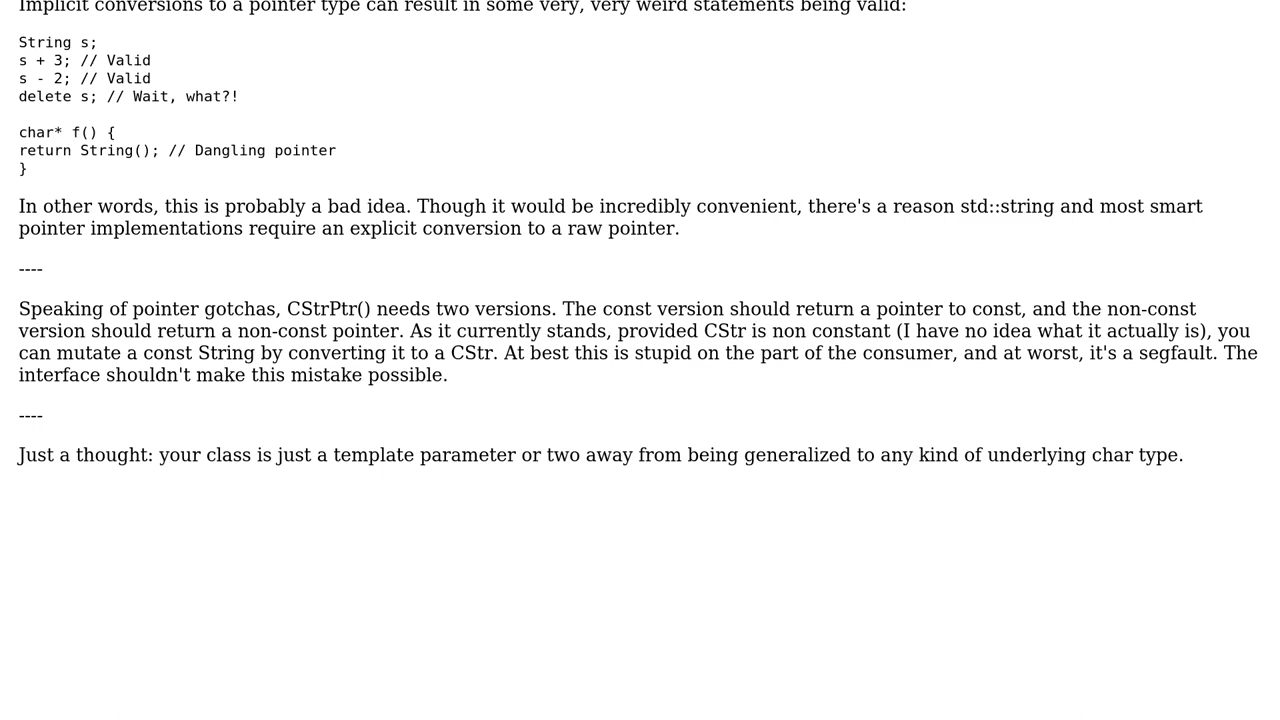 Implicit conversions to a pointer type can result in some very, very weird statements being valid:
String s;
s + 3; // Valid
s - 2; // Valid
delete s; // Wait, what?!
char* f() {
return String(); // Dangling pointer
}
In other words, this is probably a bad idea. Though it would be incredibly convenient, there's a reason std::string and most smart
pointer implementations require an explicit conversion to a raw pointer.
----
Speaking of pointer gotchas, CStrPtr() needs two versions. The const version should return a pointer to const, and the non-const
version should return a non-const pointer. As it currently stands, provided CStr is non constant (I have no idea what it actually is), you
can mutate a const String by converting it to a CStr. At best this is stupid on the part of the consumer, and at worst, it's a segfault. The
interface shouldn't make this mistake possible.
----
Just a thought: your class is just a template parameter or two away from being generalized to any kind of underlying char type.